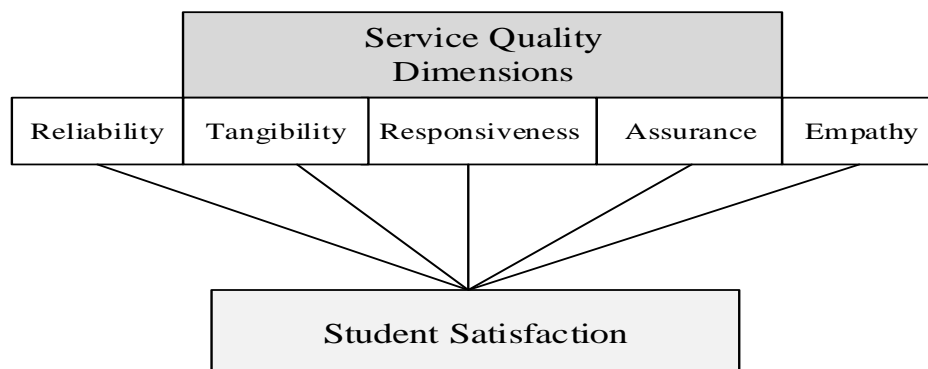 Service Quality
Dimensions
Reliability Tangibility Responsiveness Assurance Empathy
Student Satisfaction